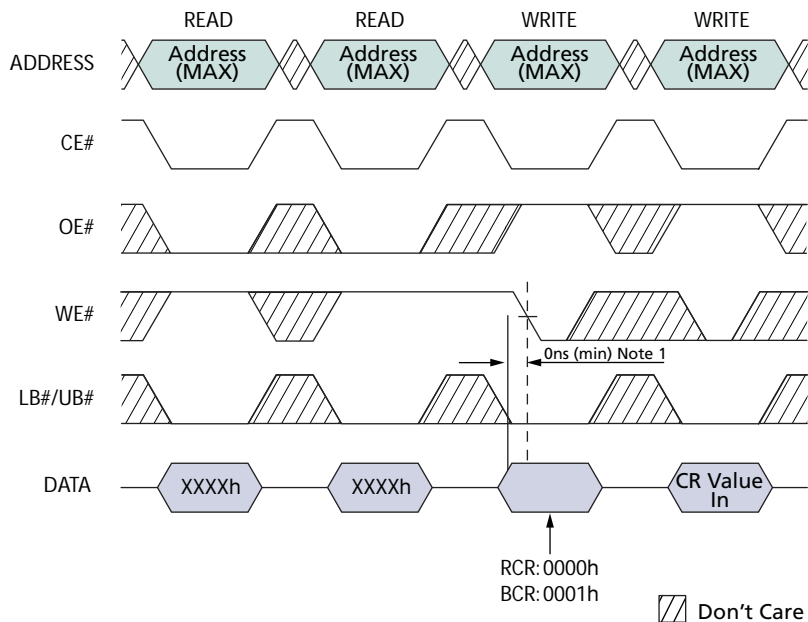 READ READ WRITE WRITE
ADDRESS Address (MAX) Address (MAX) Address (MAX) Address (MAX)
CE#
OE#
WE#
0ns (min) Note 1
LB#/UB#
DATA XXXXh XXXXh CR Value In
RCR: 0000h
BCR: 0001h
Don't Care